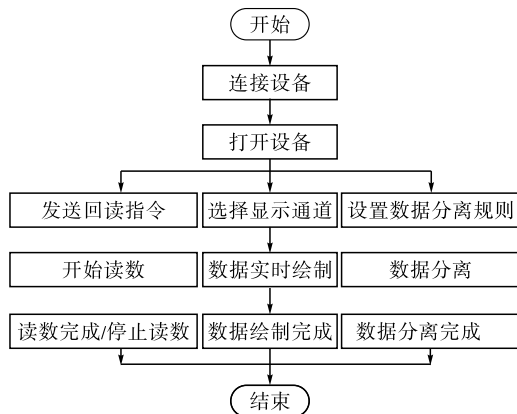 开始
连接设备
打开设备
发送回读指令
选择显示通道
设置数据分离规则
开始读数
数据实时绘制
数据分离
读数完成/停止读数
数据绘制完成
数据分离完成
结束